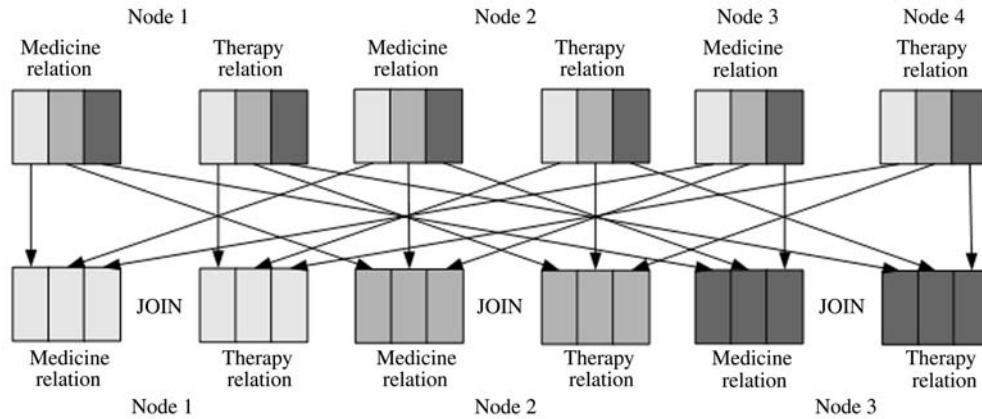 Node 1 Node 2 Node 3 Node 4
Medicine relation Therapy relation Medicine relation Therapy relation Medicine relation Therapy relation
JOIN JOIN JOIN
Medicine relation Therapy relation Medicine relation Therapy relation Medicine relation Therapy relation
Node 1 Node 2 Node 3